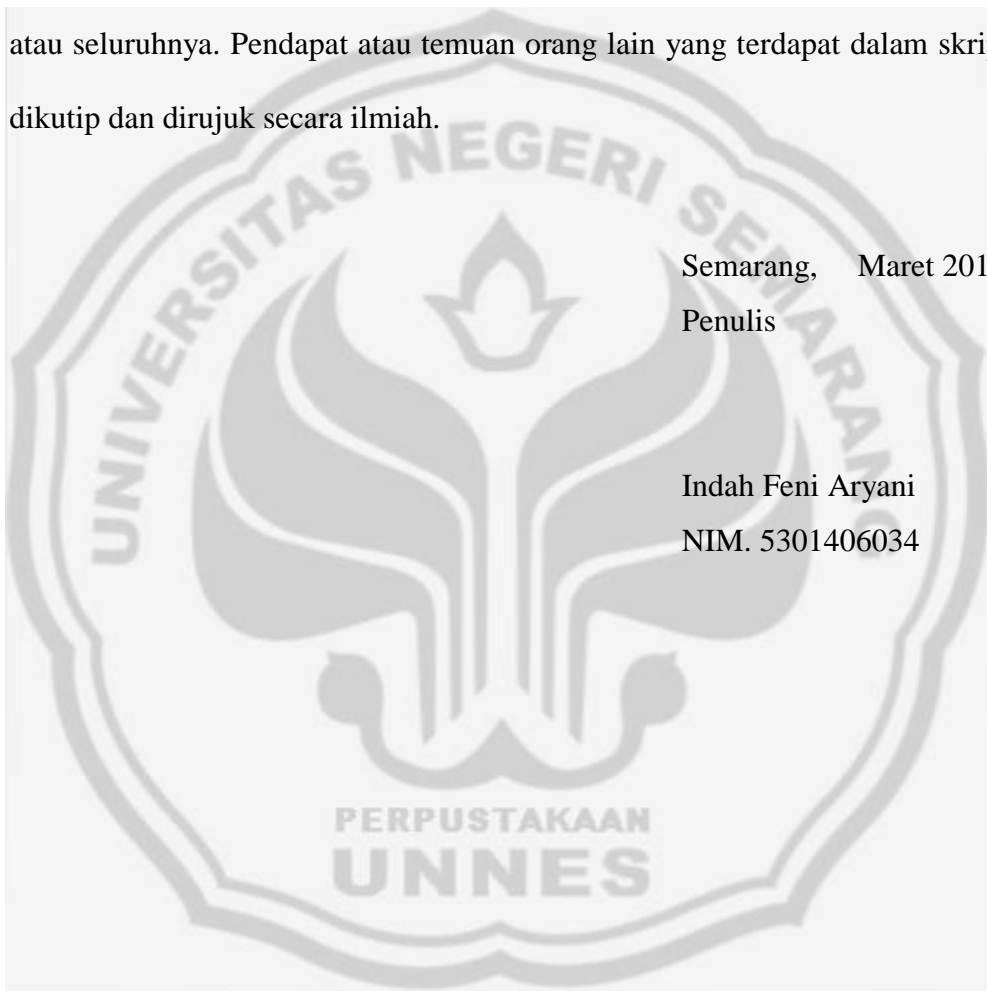 atau seluruhnya. Pendapat atau temuan orang lain yang terdapat dalam skri
dikutip dan dirujuk secara ilmiah.
UNIVERSITAS NEGERI SEMARANG
Semarang, Maret 201
Penulis
Indah Feni Aryani
NIM. 5301406034
PERPUSTAKAAN
UNNES